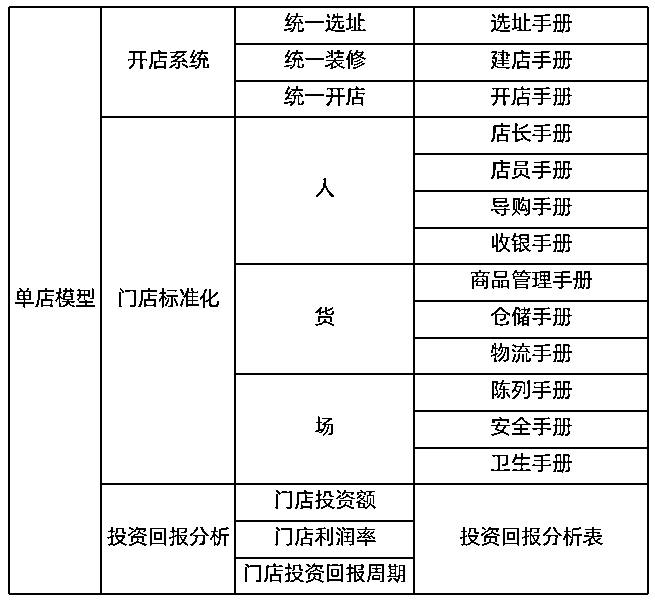 单店模型
开店系统
统一选址
选址手册
统一装修
建店手册
统一开店
开店手册
门店标准化
人
店长手册
店员手册
导购手册
收银手册
货
商品管理手册
仓储手册
物流手册
场
陈列手册
安全手册
卫生手册
投资回报分析
门店投资额
门店利润率
门店投资回报周期
投资回报分析表